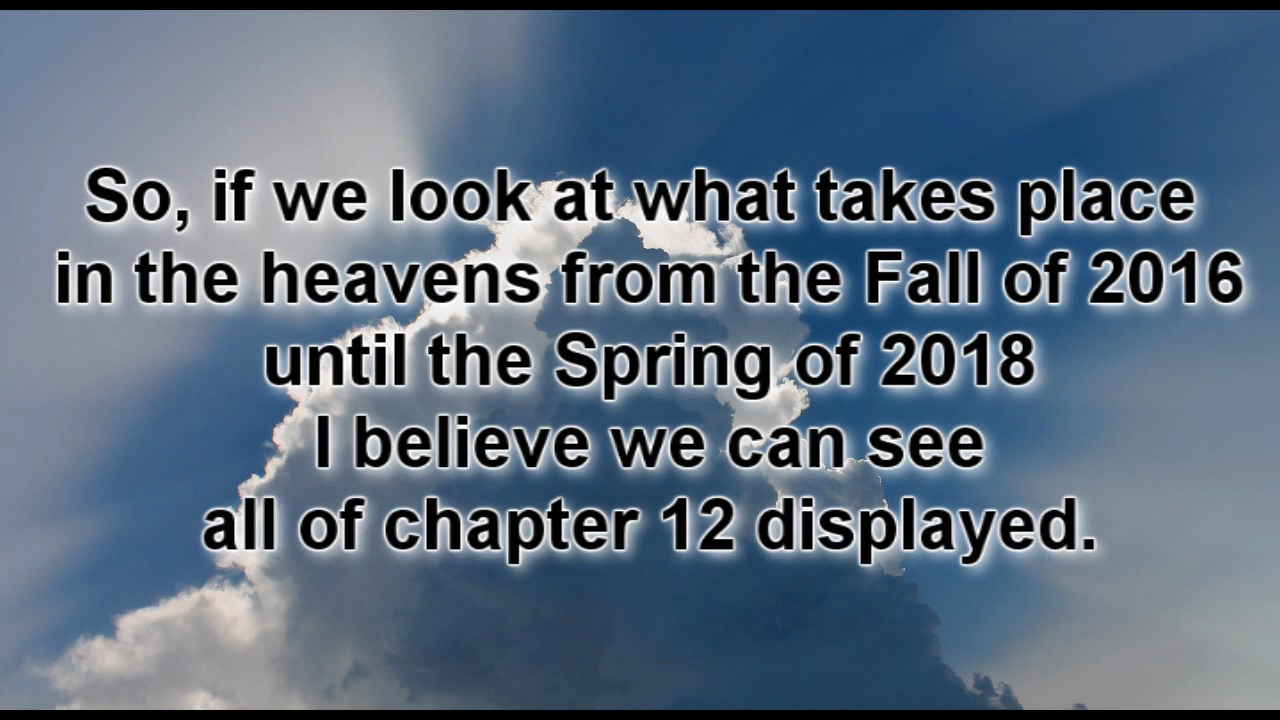 So, if we look at what takes place
in the heavens from the Fall of 2016
until the Spring of 2018
I believe we can see
all of chapter 12 displayed.